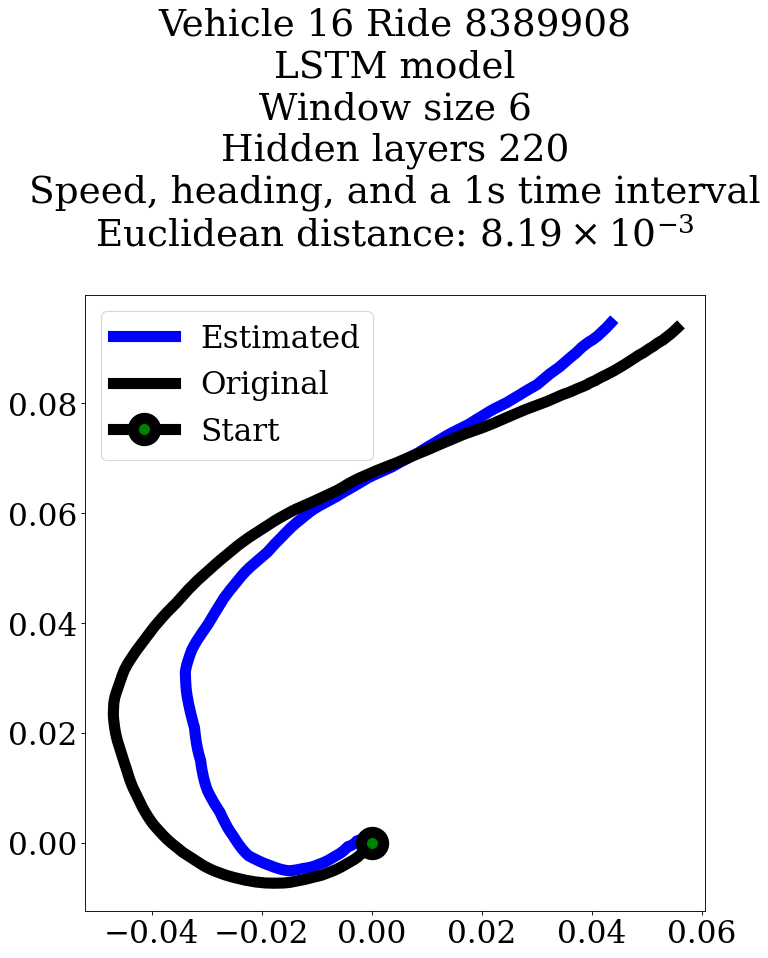 Vehicle 16 Ride 8389908
LSTM model
Window size 6
Hidden layers 220
Speed, heading, and a 1s time interval
Euclidean distance: 8.19 × 10⁻³
Estimated
Original
Start
0.08
0.06
0.04
0.02
0.00
−0.04 −0.02 0.00 0.02 0.04 0.06